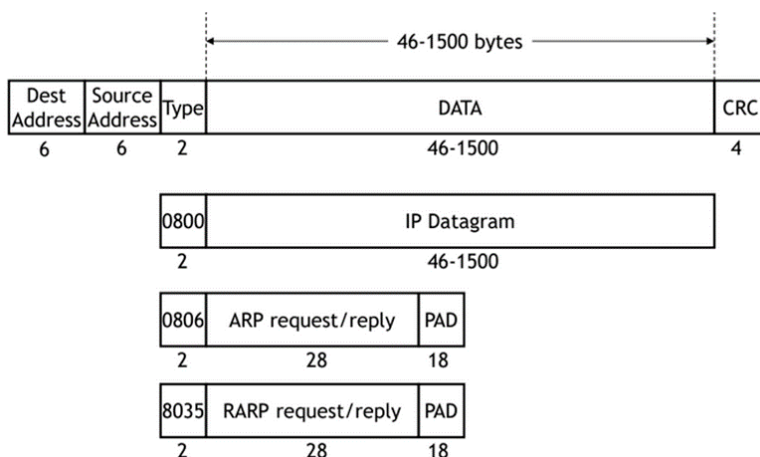 46-1500 bytes
Dest Address
Source Address
Type
DATA
CRC
6
6
2
46-1500
4
0800
IP Datagram
2
46-1500
0806
ARP request/reply
PAD
2
28
18
8035
RARP request/reply
PAD
2
28
18